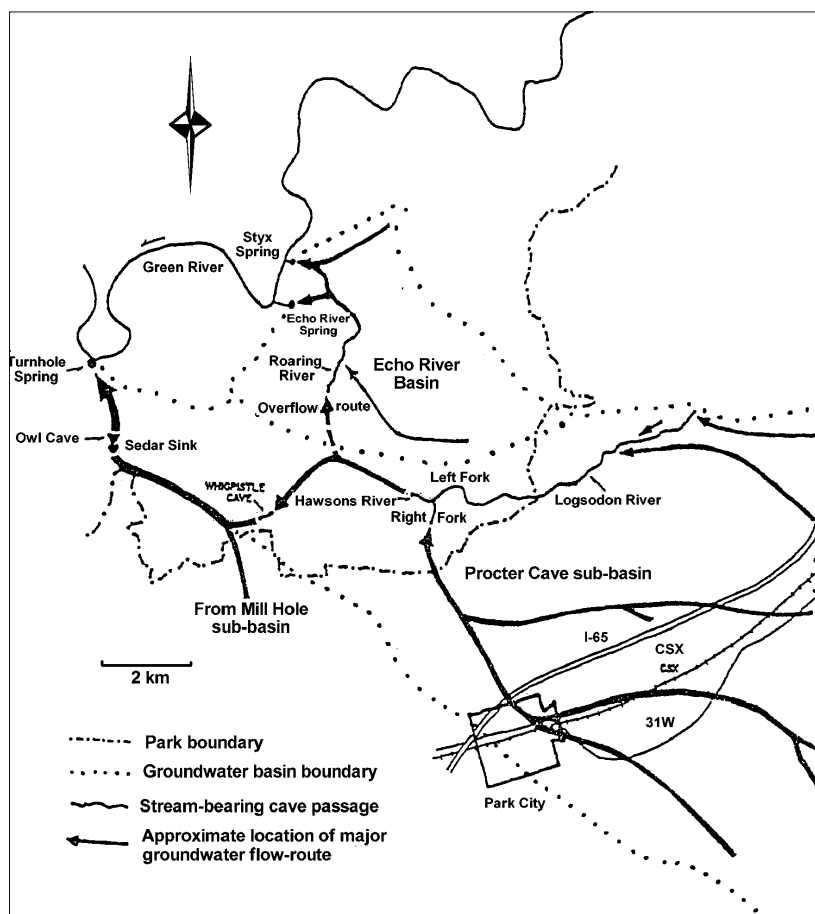 Styx
Spring
Green River
Echo River
Spring
Turnhole
Spring
Roaring
River
Echo River
Basin
Overflow route
Owl Cave
Sedar Sink
WHIGPISTLE
CAVE
Left Fork
Hawsons River
Right Fork
Logsodon River
Procter Cave sub-basin
From Mill Hole
sub-basin
I-65
CSX
CSX
2 km
31W
Park City
Park boundary
Groundwater basin boundary
Stream-bearing cave passage
Approximate location of major
groundwater flow-route